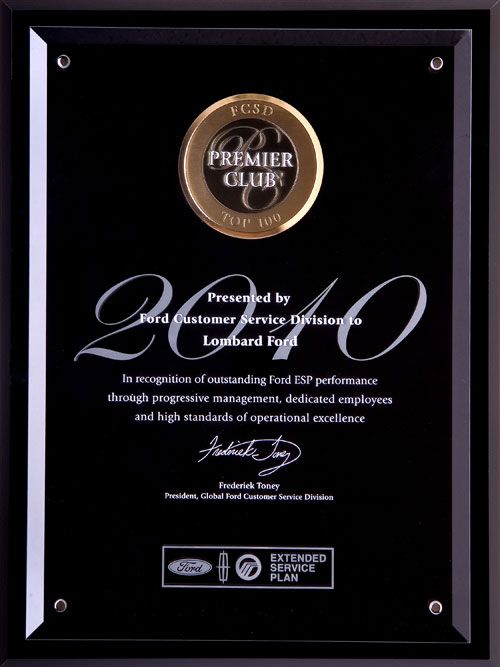 FCSD
PREMIER
CLUB
TOP 100
2010
Presented by
Ford Customer Service Division to
Lombard Ford
In recognition of outstanding Ford ESP performance
through progressive management, dedicated employees
and high standards of operational excellence
Frederick Toney
Frederiek Toney
President, Global Ford Customer Service Division
Ford
EXTENDED
SERVICE
PLAN